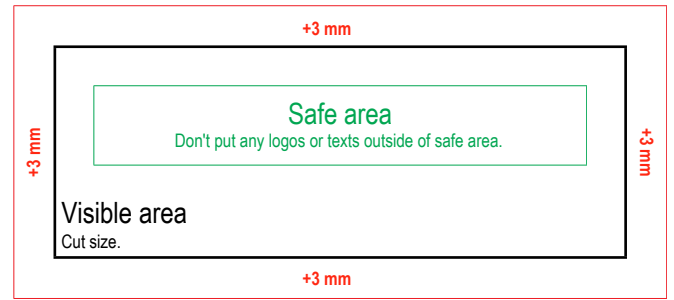 +3 mm
Safe area
Don't put any logos or texts outside of safe area.
+3 mm
+3 mm
Visible area
Cut size.
+3 mm